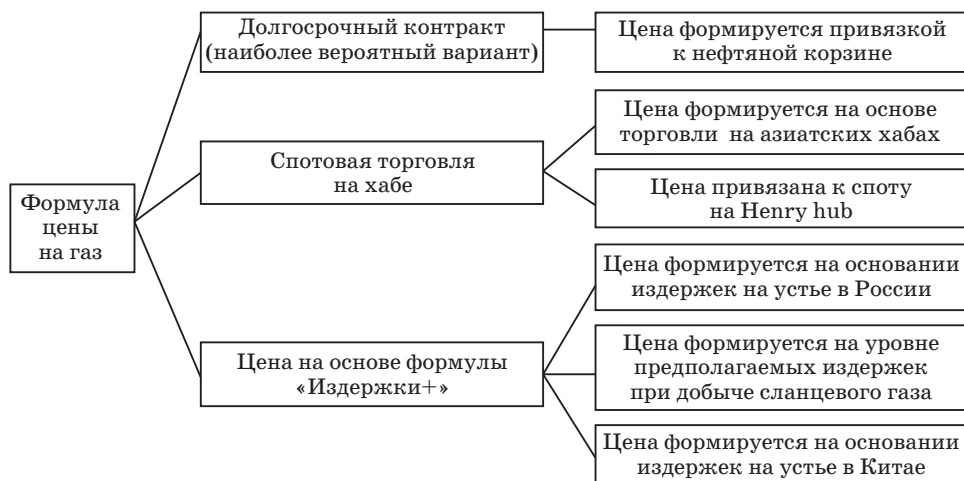 Формула
цены
на газ
Долгосрочный контракт
(наиболее вероятный вариант)
Цена формируется привязкой
к нефтяной корзине
Спотовая торговля
на хабе
Цена формируется на основе
торговли на азиатских хабах
Цена привязана к споту
на Henry hub
Цена на основе формулы
«Издержки+»
Цена формируется на основании
издержек на устье в России
Цена формируется на уровне
предполагаемых издержек
при добыче сланцевого газа
Цена формируется на основании
издержек на устье в Китае